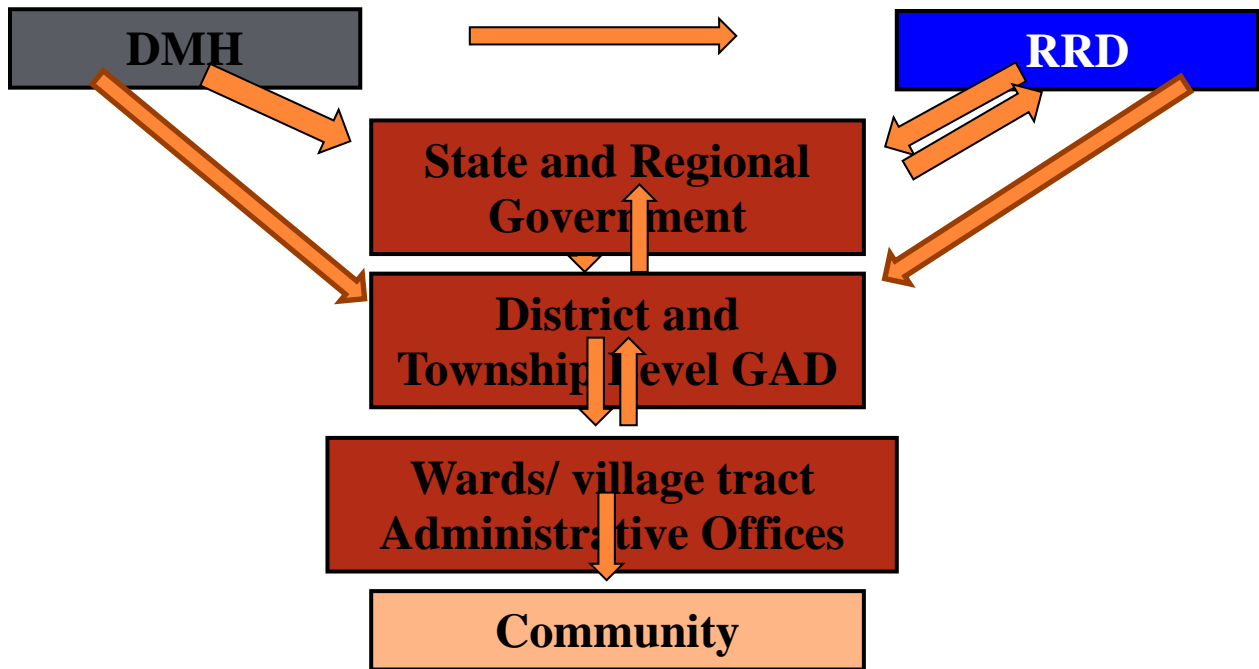 DMH
RRD
State and Regional
Government
District and
Township Level GAD
Wards/ village tract
Administrative Offices
Community